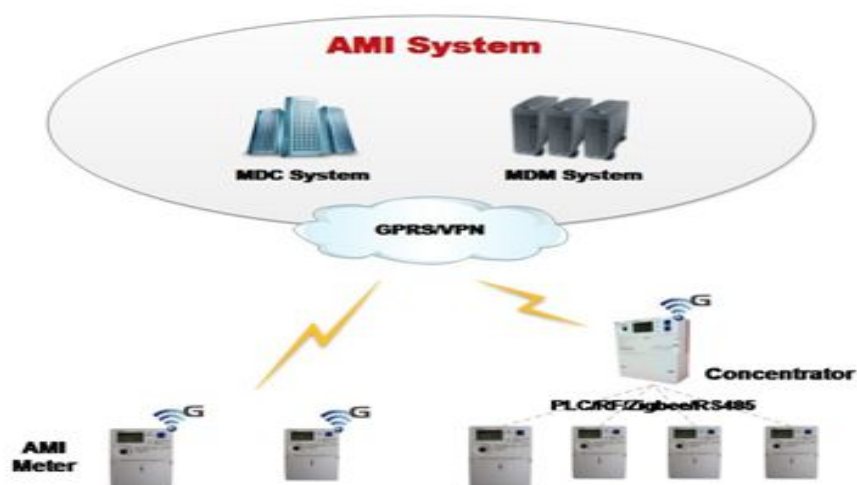 AMI System
MDC System
MDM System
GPRS/VPN
G
Concentrator
PLC/RF/Zigbee/RS485
G
G
AMI
Meter